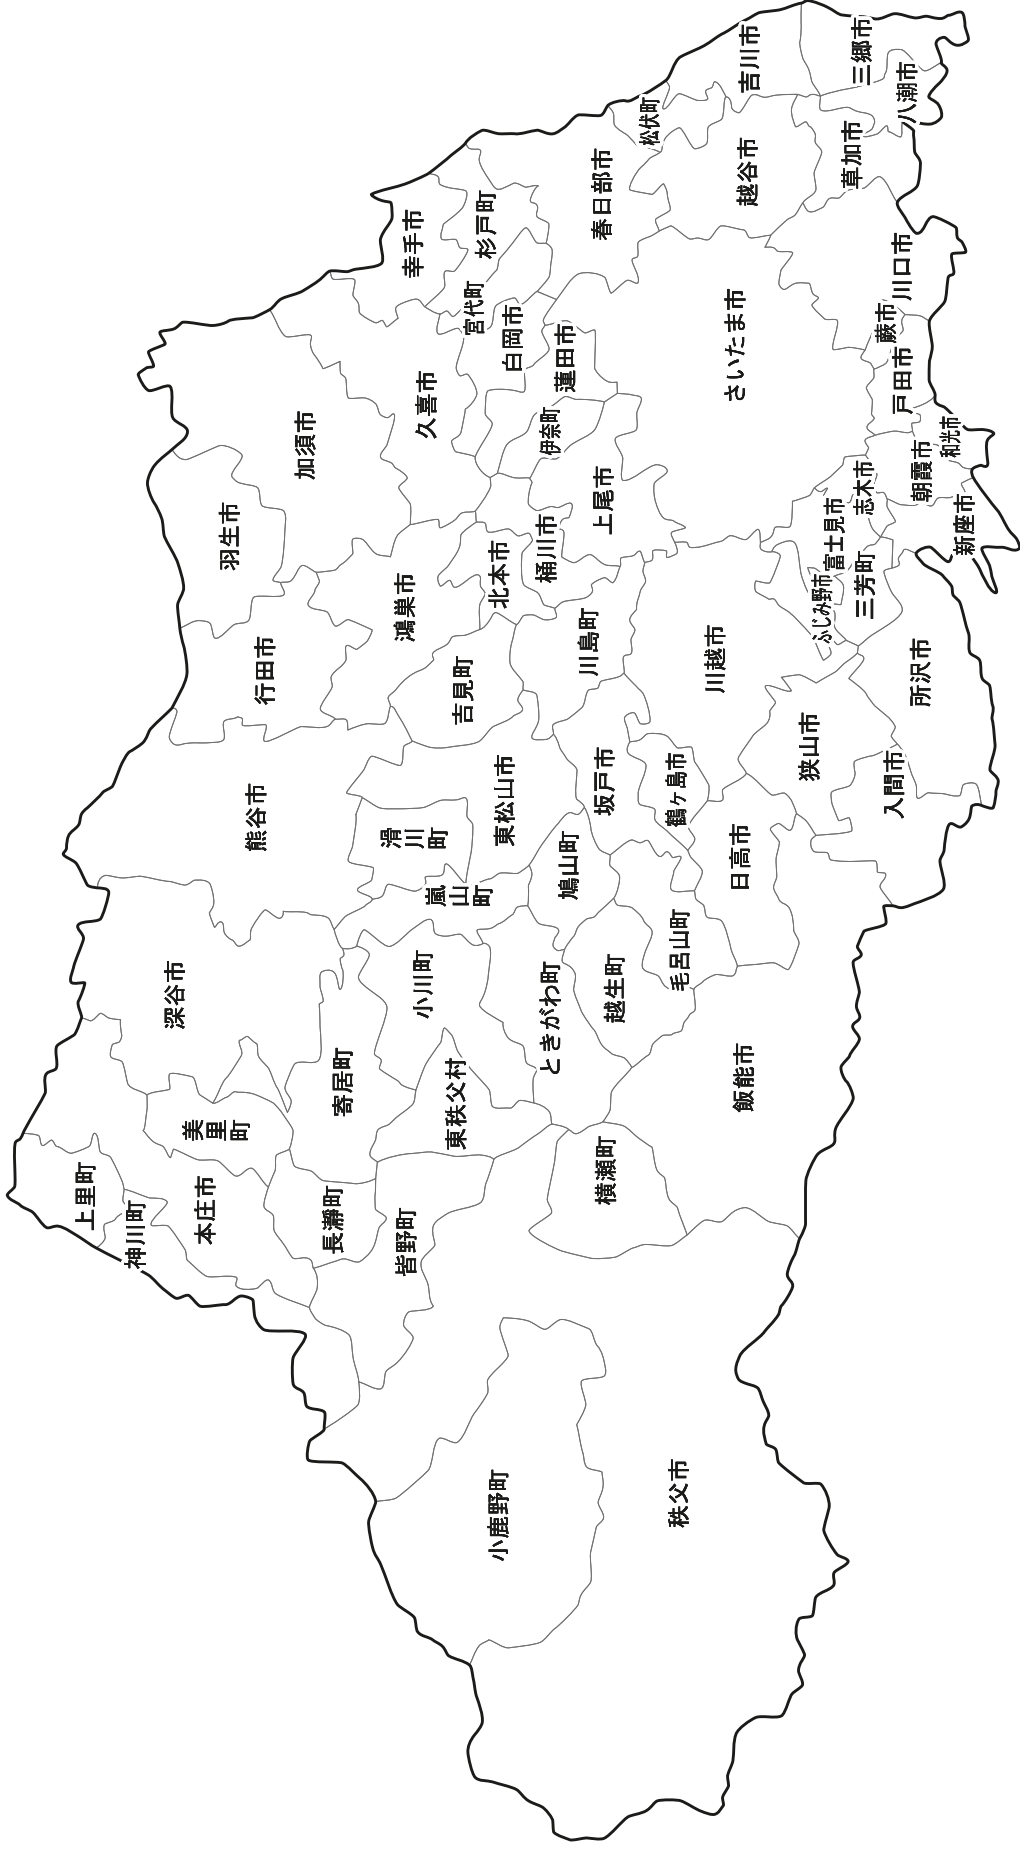 上里町
神川町
本庄市
美里町
深谷市
熊谷市
行田市
羽生市
加須市
久喜市
幸手市
杉戸町
宮代町
白岡市
蓮田市
伊奈町
春日部市
松伏町
吉川市
三郷市
八潮市
草加市
越谷市
さいたま市
川口市
蕨市
戸田市
和光市
朝霞市
志木市
新座市
富士見市
三芳町
ふじみ野市
上尾市
桶川市
北本市
鴻巣市
吉見町
川島町
川越市
所沢市
狭山市
入間市
坂戸市
鶴ヶ島市
日高市
東松山市
滑川町
嵐山町
鳩山町
毛呂山町
越生町
ときがわ町
小川町
寄居町
東秩父村
長瀞町
皆野町
横瀬町
飯能市
小鹿野町
秩父市